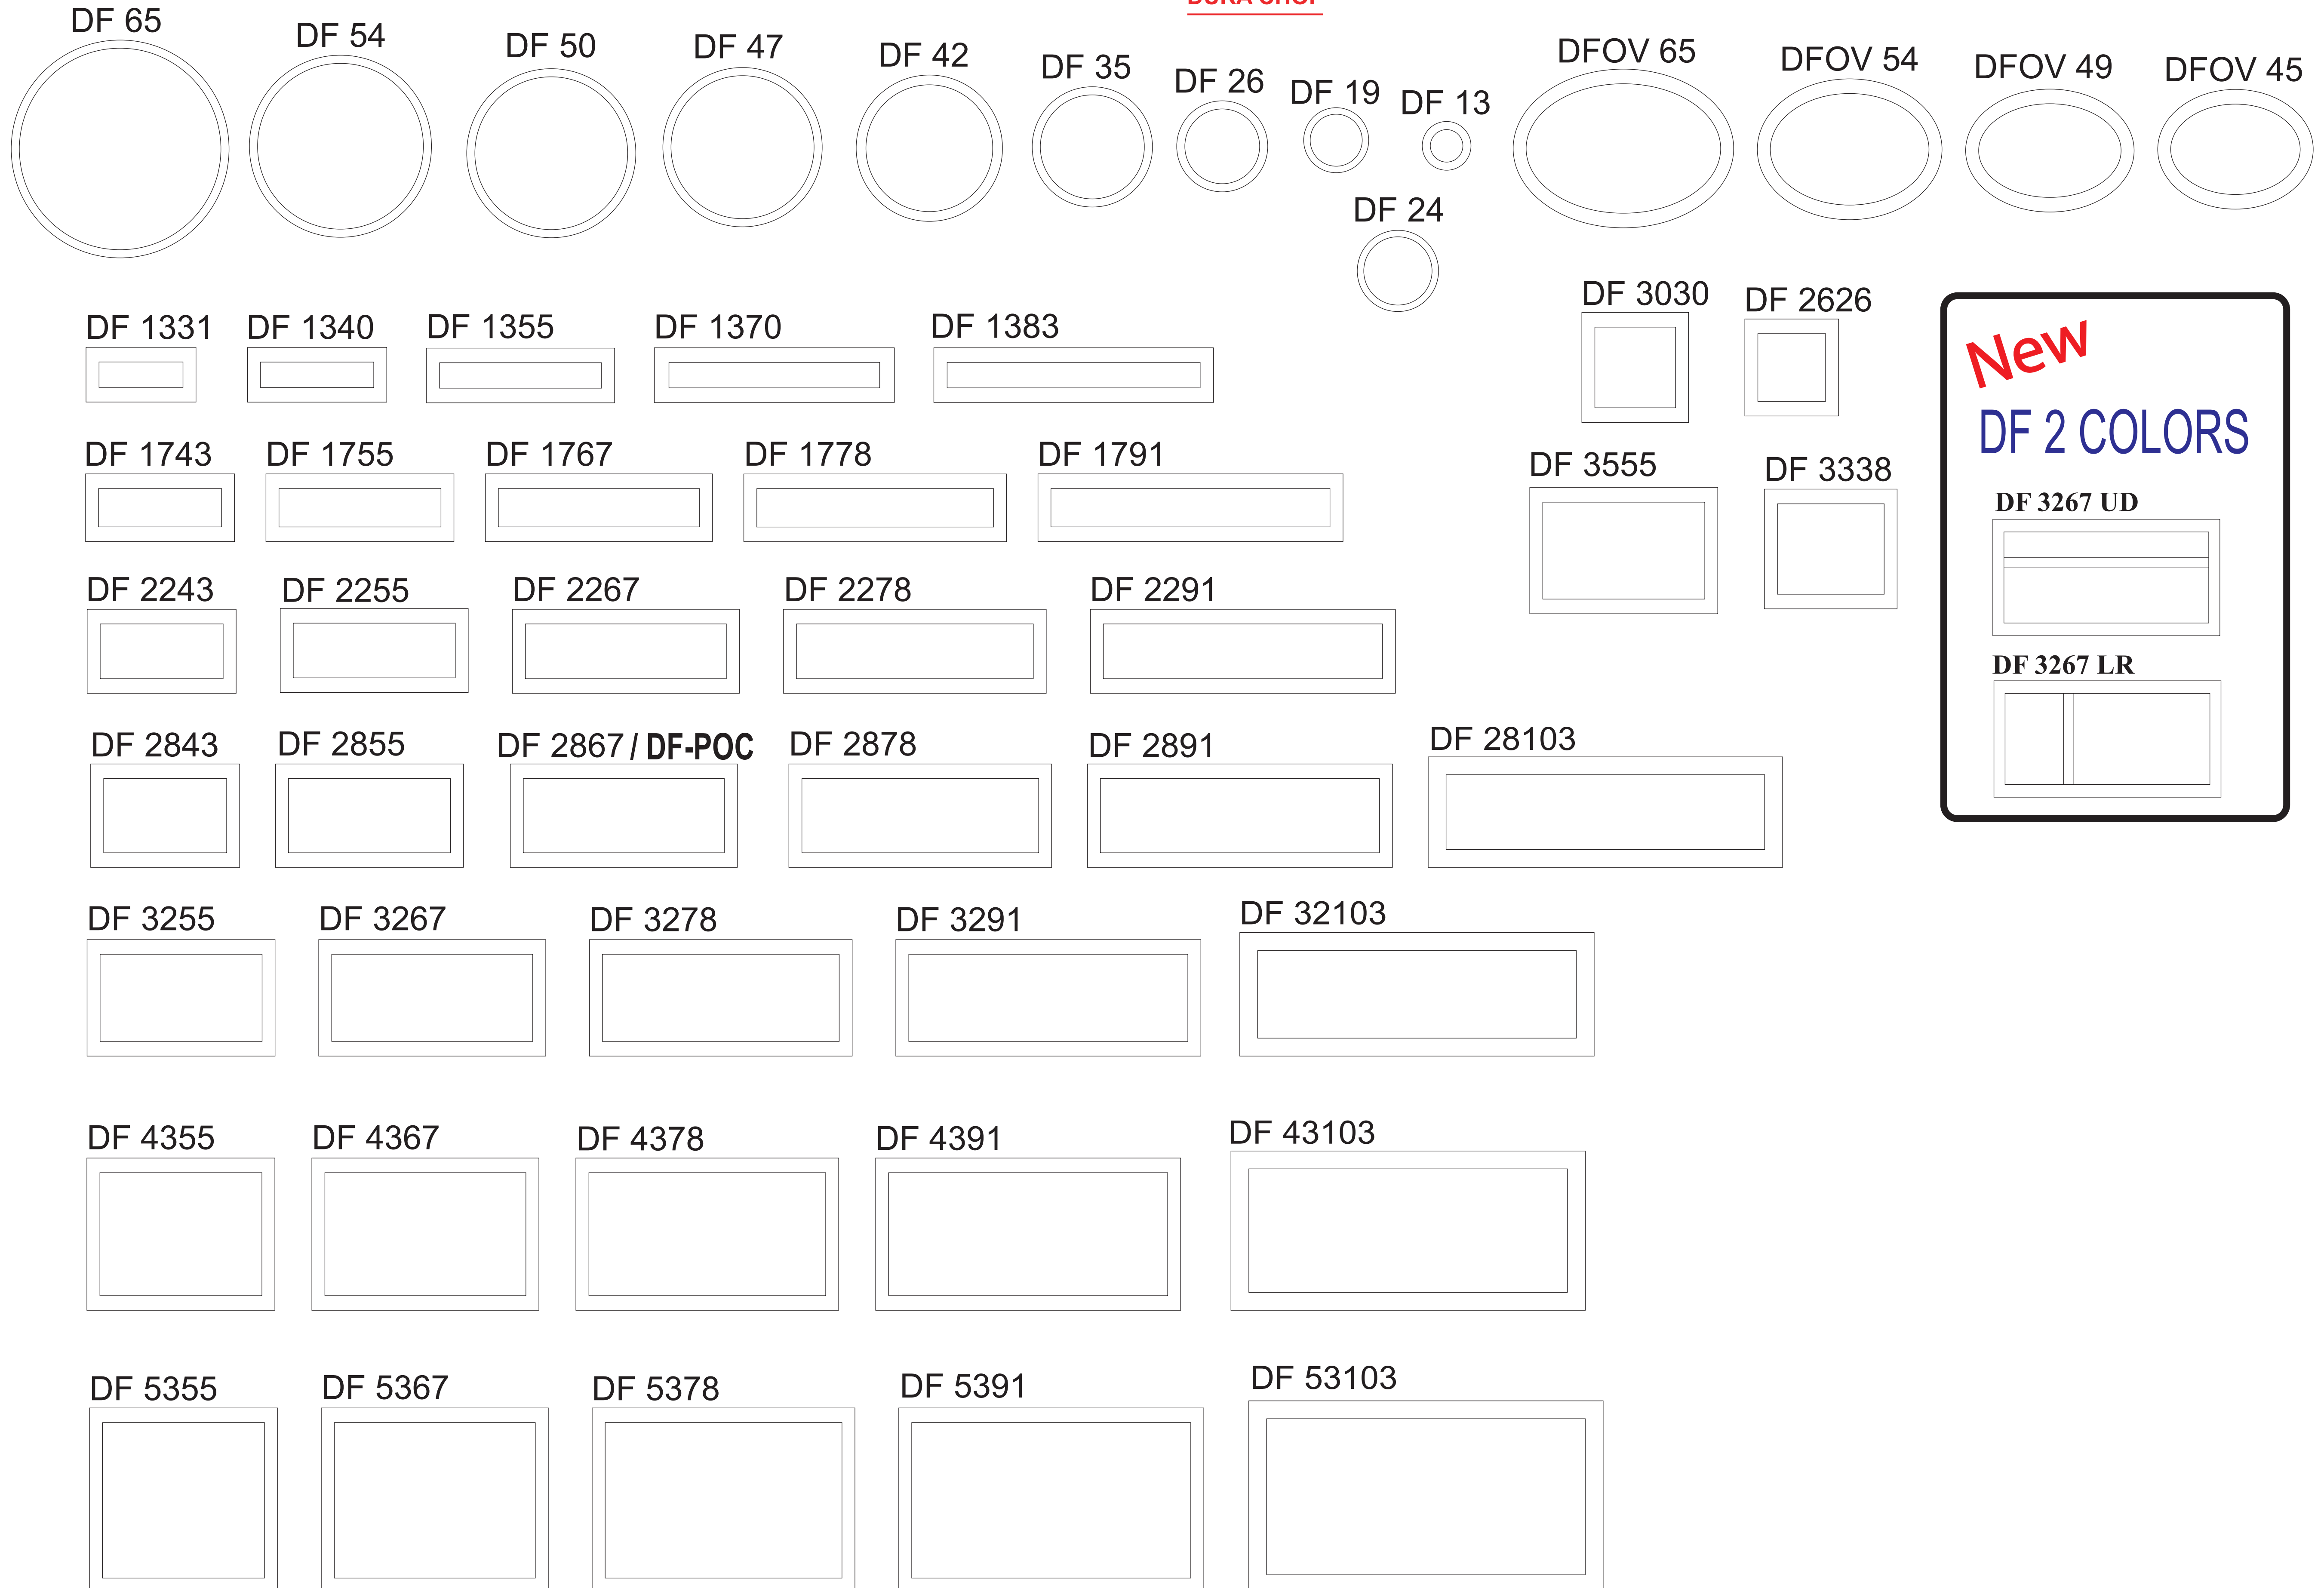 DF 65 DF 54 DF 50 DF 47 DF 42 DF 35 DF 26 DF 19 DF 13 DFOV 65 DFOV 54 DFOV 49 DFOV 45
DF 24
DF 3030 DF 2626
DF 1331 DF 1340 DF 1355 DF 1370 DF 1383
New
DF 2 COLORS
DF 1743 DF 1755 DF 1767 DF 1778 DF 1791
DF 3555 DF 3338
DF 3267 UD
DF 2243 DF 2255 DF 2267 DF 2278 DF 2291
DF 3267 LR
DF 2843 DF 2855 DF 2867 / DF-POC DF 2878 DF 2891 DF 28103
DF 3255 DF 3267 DF 3278 DF 3291 DF 32103
DF 4355 DF 4367 DF 4378 DF 4391 DF 43103
DF 5355 DF 5367 DF 5378 DF 5391 DF 53103